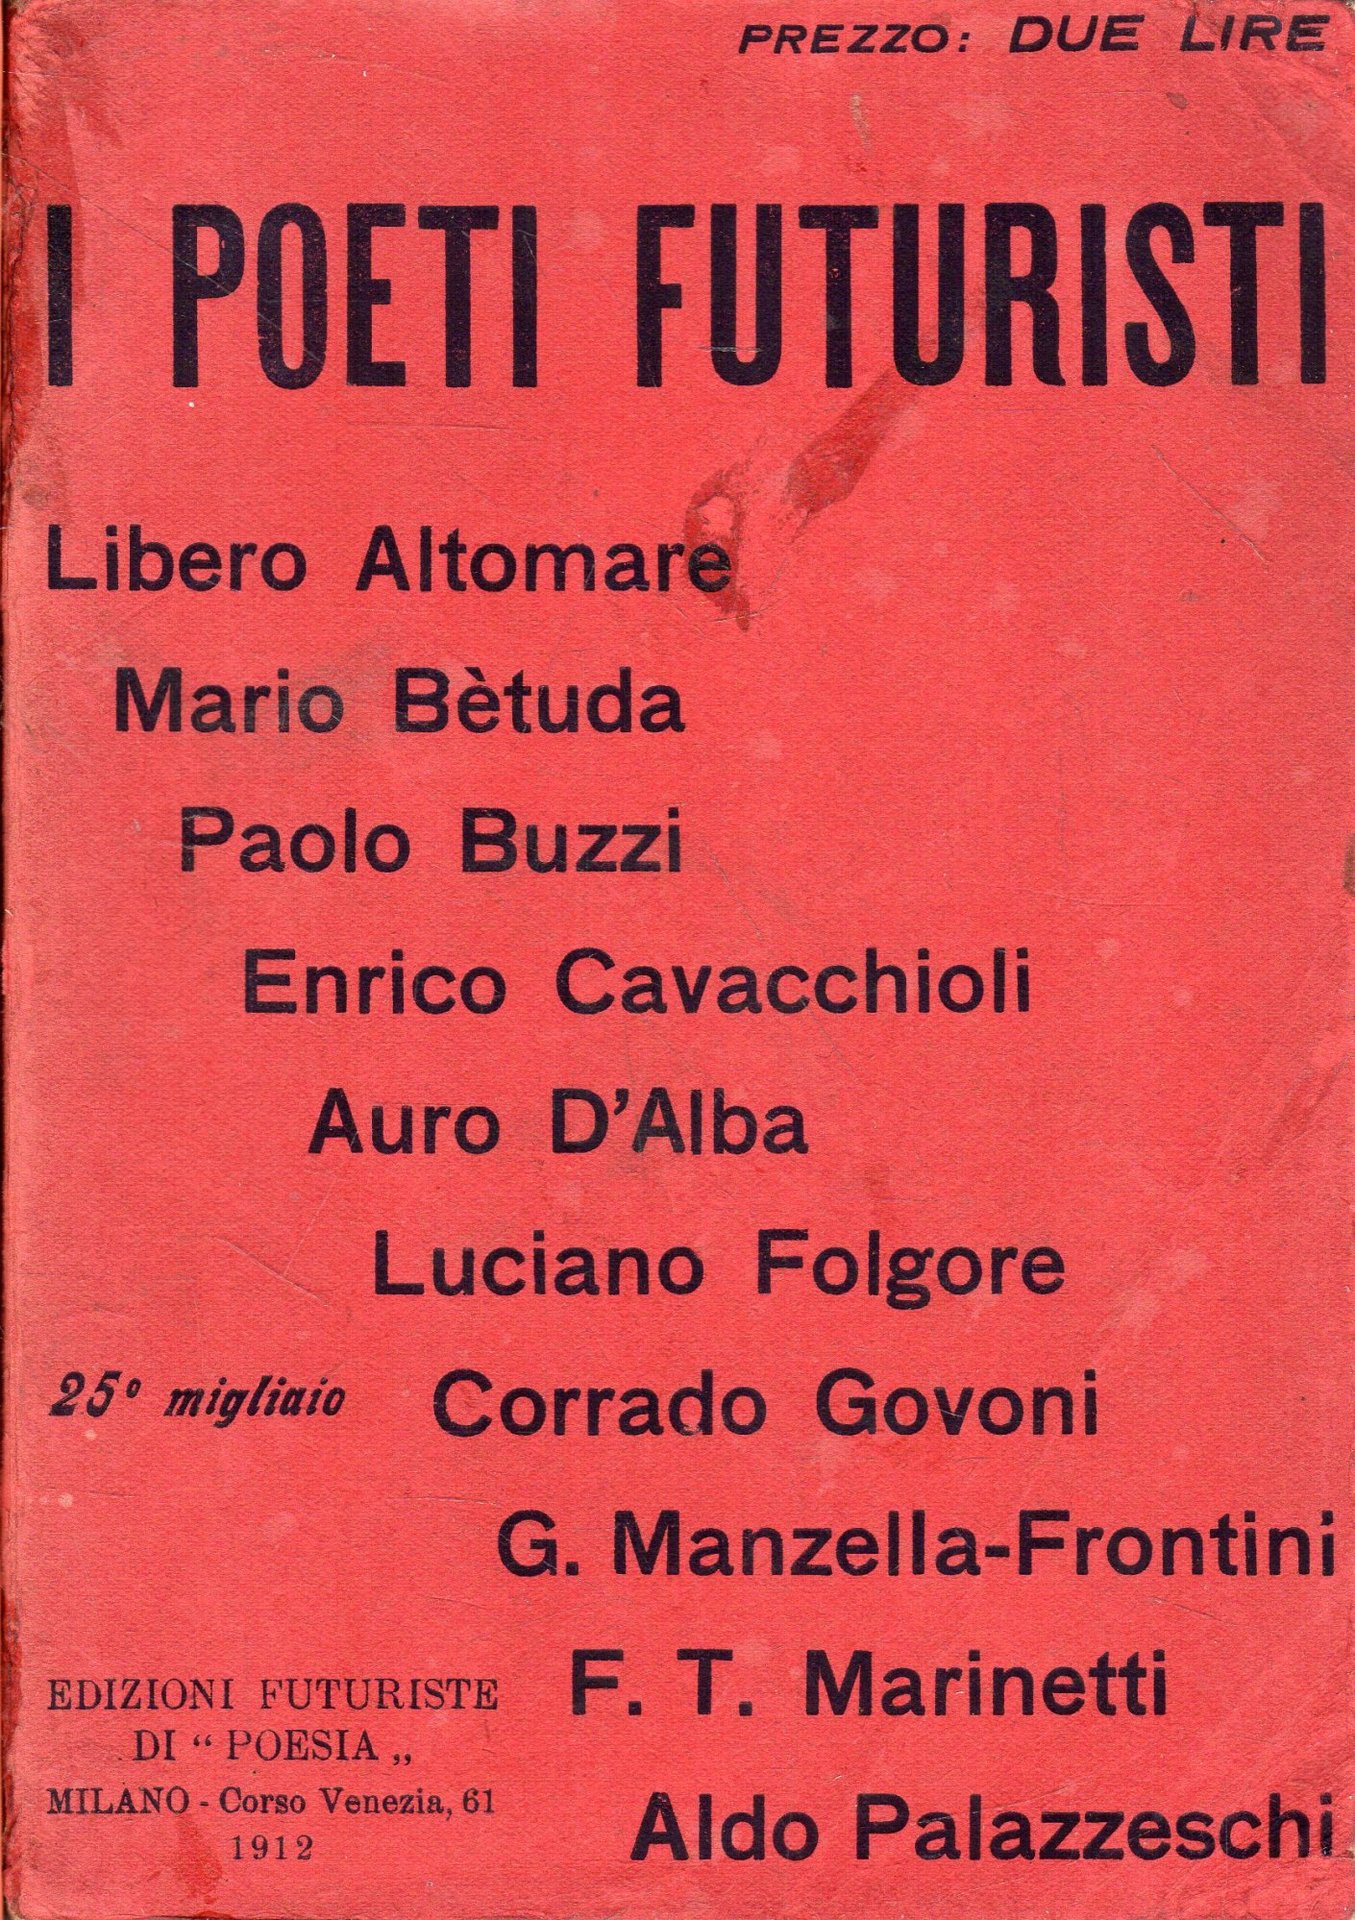 PREZZO: DUE LIRE
I POETI FUTURISTI
Libero Altomare
Mario Bètuda
Paolo Buzzi
Enrico Cavacchioli
Auro D'Alba
Luciano Folgore
25º migliaio
Corrado Govoni
G. Manzella-Frontini
F. T. Marinetti
Aldo Palazzeschi
EDIZIONI FUTURISTE
DI “ POESIA „
MILANO - Corso Venezia, 61
1912